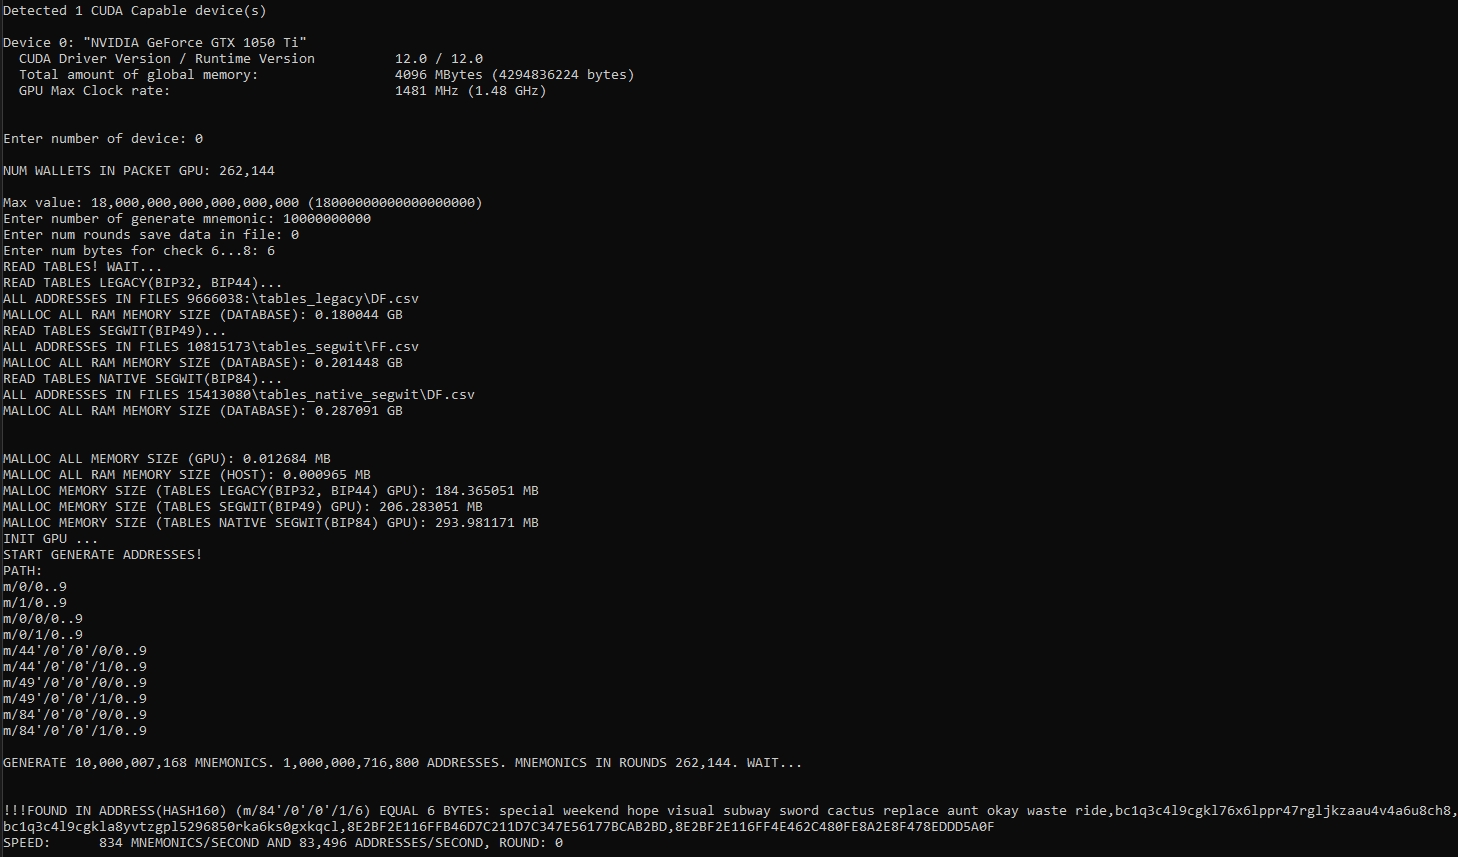 Detected 1 CUDA Capable device(s)
Device 0: "NVIDIA GeForce GTX 1050 Ti"
CUDA Driver Version / Runtime Version 12.0 / 12.0
Total amount of global memory: 4096 MBytes (4294836224 bytes)
GPU Max Clock rate: 1481 MHz (1.48 GHz)
Enter number of device: 0
NUM WALLETS IN PACKET GPU: 262,144
Max value: 18,000,000,000,000,000,000 (18000000000000000000)
Enter number of generate mnemonic: 10000000000
Enter num rounds save data in file: 0
Enter num bytes for check 6...8: 6
READ TABLES! WAIT...
READ TABLES LEGACY(BIP32, BIP44)...
ALL ADDRESSES IN FILES 9666038:\tables_legacy\DF.csv
MALLOC ALL RAM MEMORY SIZE (DATABASE): 0.180044 GB
READ TABLES SEGWIT(BIP49)...
ALL ADDRESSES IN FILES 10815173\tables_segwit\FF.csv
MALLOC ALL RAM MEMORY SIZE (DATABASE): 0.201448 GB
READ TABLES NATIVE SEGWIT(BIP84)...
ALL ADDRESSES IN FILES 15413080\tables_native_segwit\DF.csv
MALLOC ALL RAM MEMORY SIZE (DATABASE): 0.287091 GB
MALLOC ALL MEMORY SIZE (GPU): 0.012684 MB
MALLOC ALL RAM MEMORY SIZE (HOST): 0.000965 MB
MALLOC MEMORY SIZE (TABLES LEGACY(BIP32, BIP44) GPU): 184.365051 MB
MALLOC MEMORY SIZE (TABLES SEGWIT(BIP49) GPU): 206.283051 MB
MALLOC MEMORY SIZE (TABLES NATIVE SEGWIT(BIP84) GPU): 293.981171 MB
INIT GPU ...
START GENERATE ADDRESSES!
PATH:
m/0/0..9
m/1/0..9
m/0/0/0..9
m/0/1/0..9
m/44'/0'/0'/0/0..9
m/44'/0'/0'/1/0..9
m/49'/0'/0'/0/0..9
m/49'/0'/0'/1/0..9
m/84'/0'/0'/0/0..9
m/84'/0'/0'/1/0..9
GENERATE 10,000,007,168 MNEMONICS. 1,000,000,716,800 ADDRESSES. MNEMONICS IN ROUNDS 262,144. WAIT...
!!!FOUND IN ADDRESS(HASH160) (m/84'/0'/0'/1/6) EQUAL 6 BYTES: special weekend hope visual subway sword cactus replace aunt okay waste ride,bc1q3c4l9cgkl76x6lppr47rgljkzaau4v4a6u8ch8,
bc1q3c4l9cgkla8yvtzgpl5296850rka6ks0gxkqcl,8E2BF2E116FFB46D7C211D7C347E56177BCAB2BD,8E2BF2E116FF4E462C480FE8A2E8F478EDDD5A0F
SPEED: 834 MNEMONICS/SECOND AND 83,496 ADDRESSES/SECOND, ROUND: 0